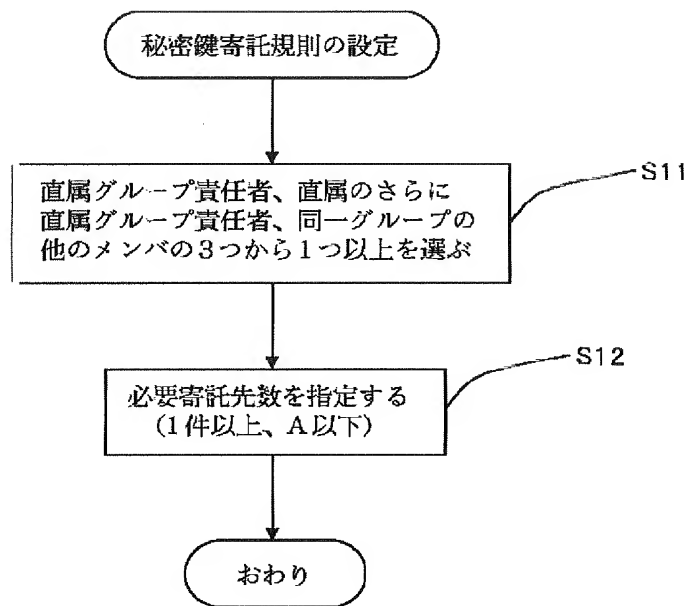 秘密鍵寄託規則の設定
直属グループ責任者、直属のさらに
直属グループ責任者、同一グループの
他のメンバの３つから１つ以上を選ぶ
S11
必要寄託先数を指定する
（１件以上、Ａ以下）
S12
おわり